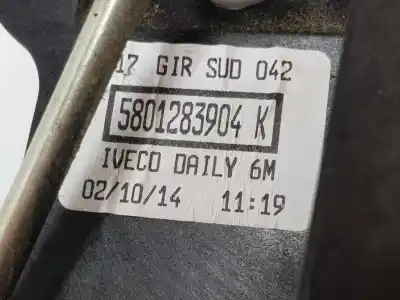 17 GIR SUD 042
5801283904 K
IVECO DAILY 6M
02/10/14 11:19